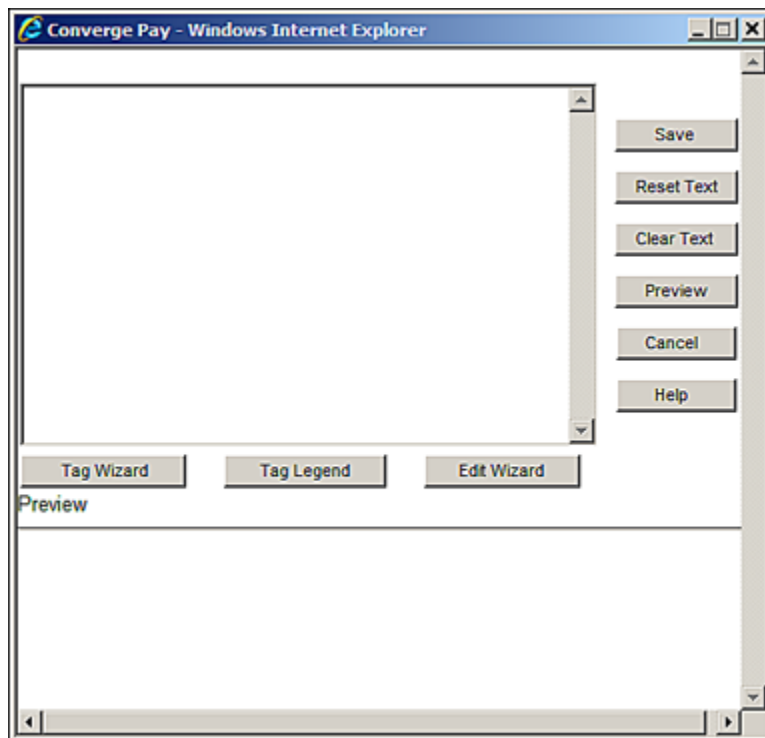 Converge Pay - Windows Internet Explorer
Save
Reset Text
Clear Text
Preview
Cancel
Help
Tag Wizard Tag Legend Edit Wizard
Preview